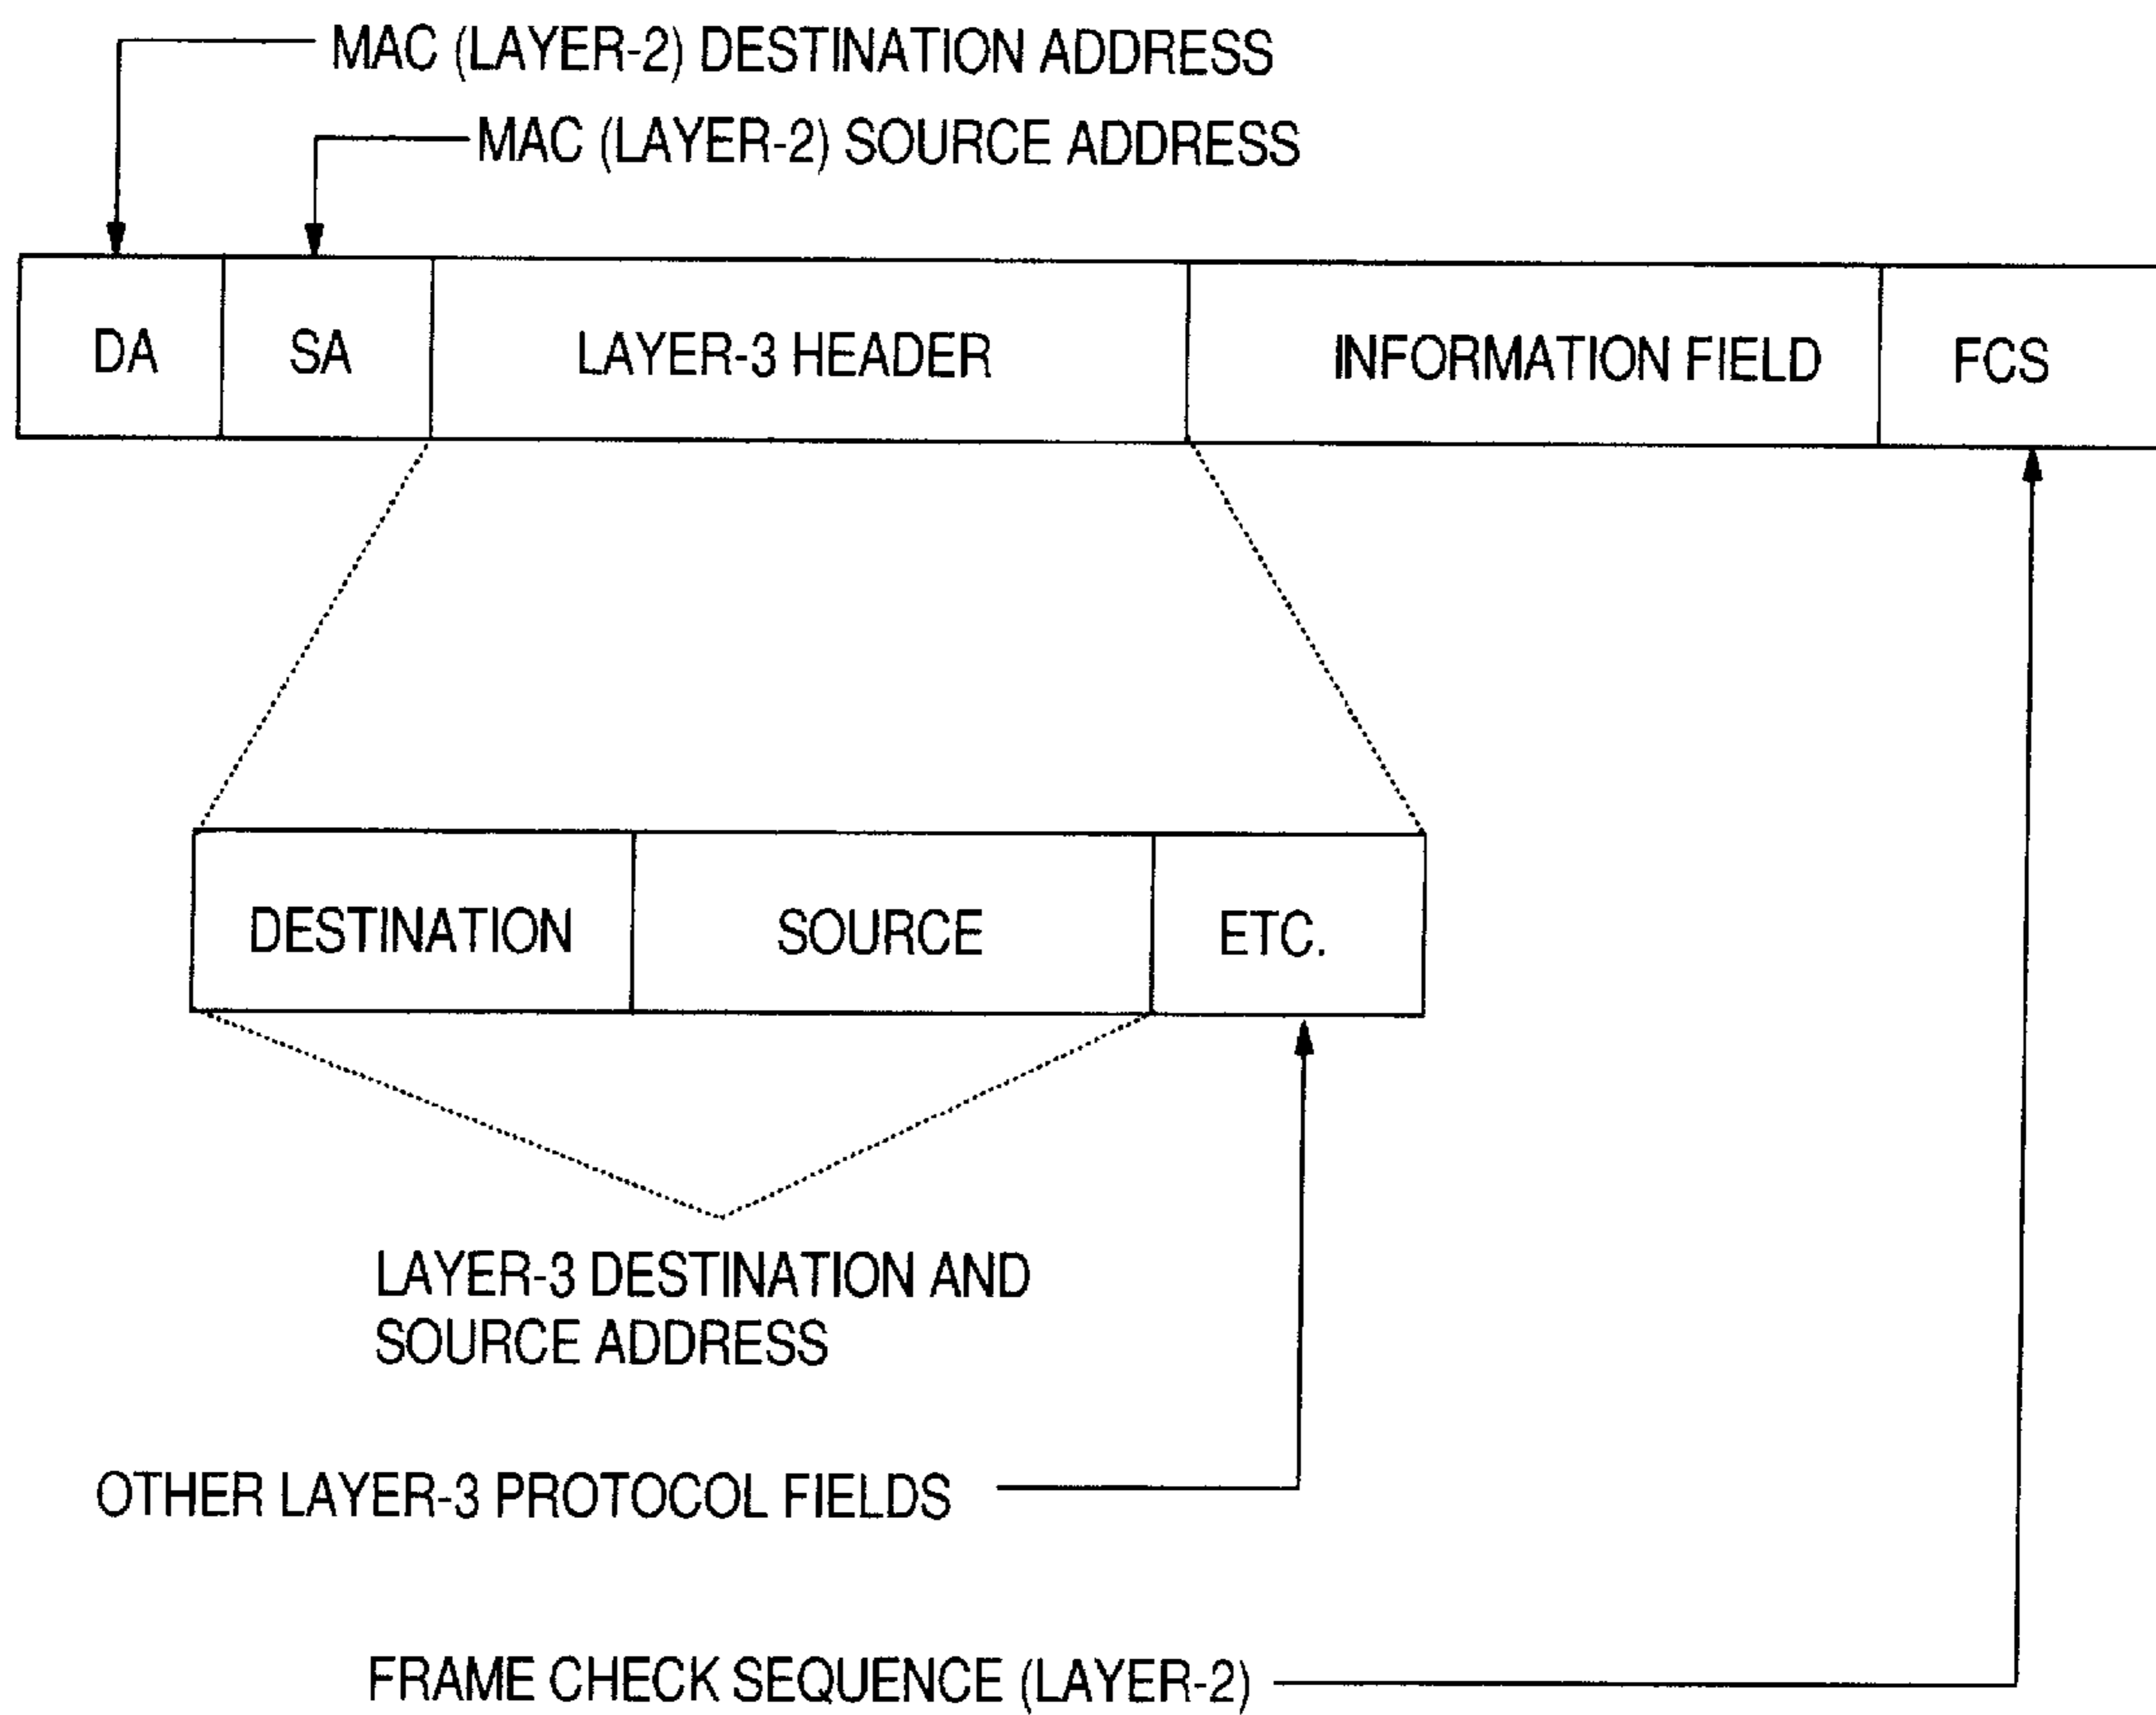 MAC (LAYER-2) DESTINATION ADDRESS
MAC (LAYER-2) SOURCE ADDRESS
DA
SA
LAYER-3 HEADER
INFORMATION FIELD
FCS
DESTINATION
SOURCE
ETC.
LAYER-3 DESTINATION AND
SOURCE ADDRESS
OTHER LAYER-3 PROTOCOL FIELDS
FRAME CHECK SEQUENCE (LAYER-2)